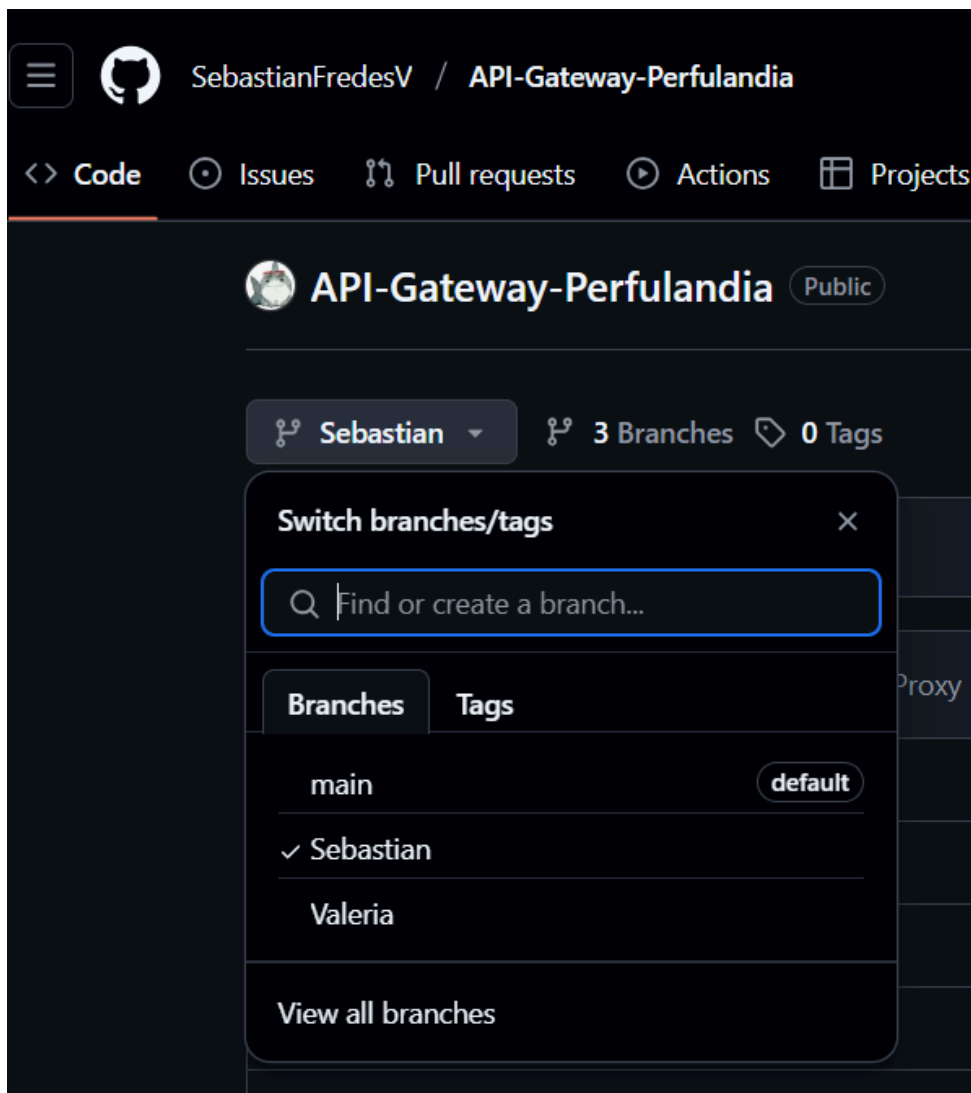 SebastianFredesV / API-Gateway-Perfulandia
Code Issues Pull requests Actions Projects
API-Gateway-Perfulandia Public
Sebastian 3 Branches 0 Tags
Switch branches/tags
Find or create a branch...
Branches Tags
Proxy
main default
Sebastian
Valeria
View all branches